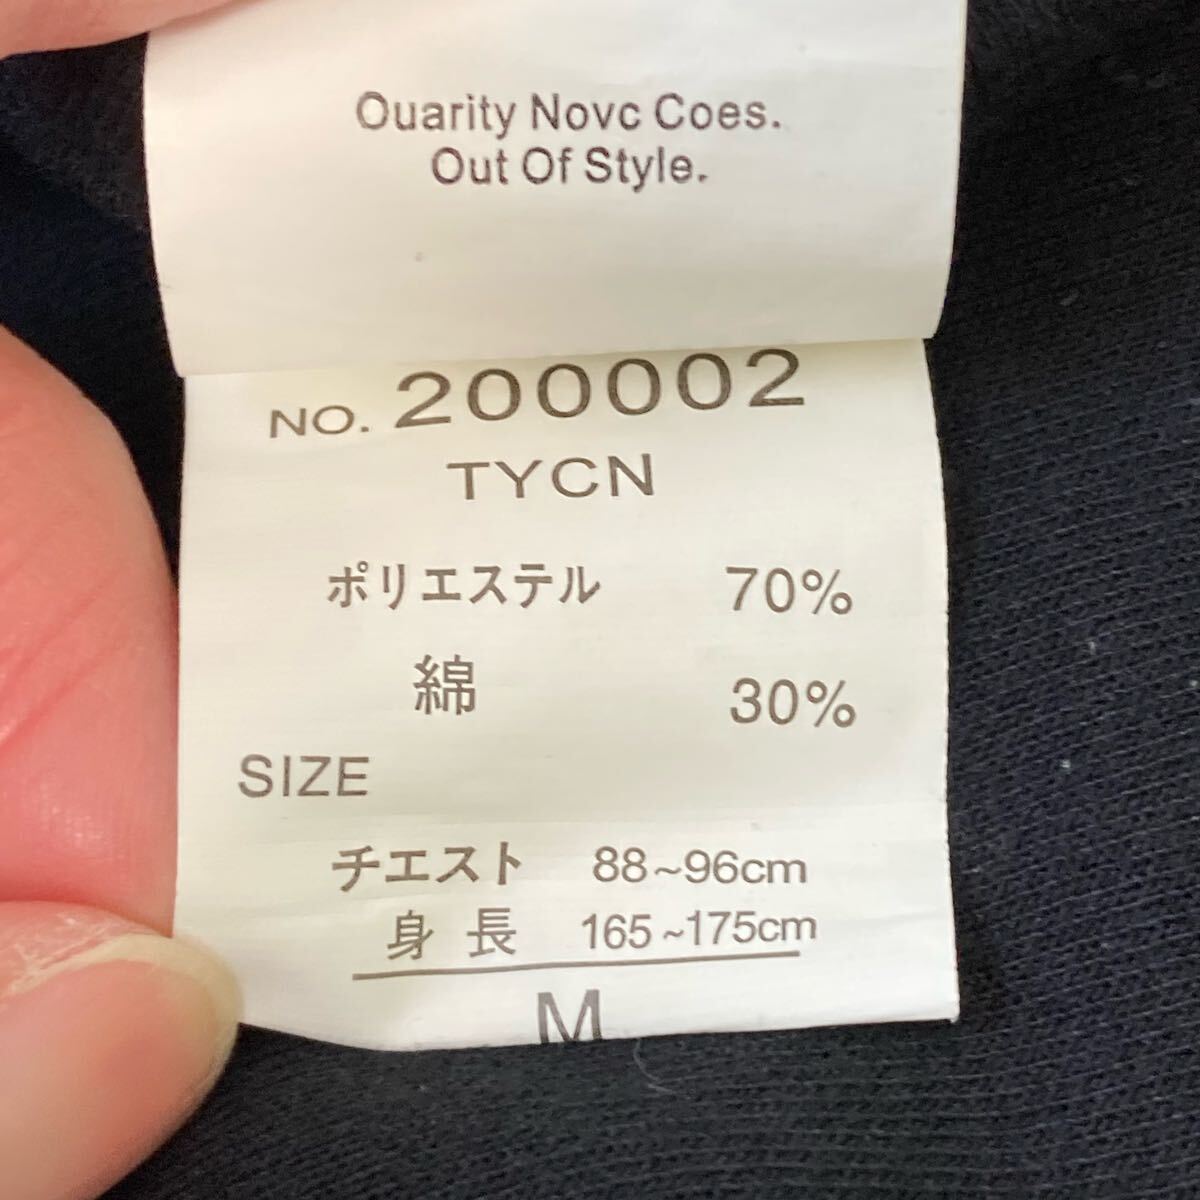 Ouarity Novc Coes.
Out Of Style.
NO. 200002
TYCN
ポリエステル 70%
綿 30%
SIZE
チエスト 88~96cm
身長 165~175cm
M